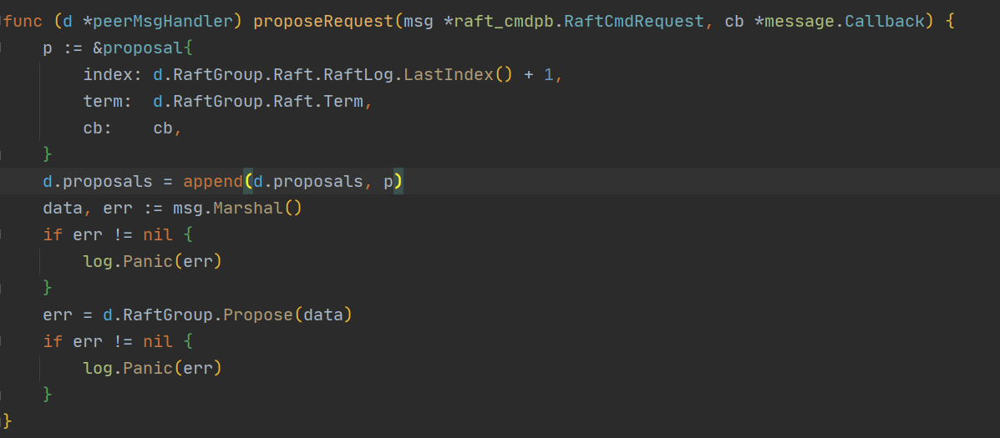 func (d *peerMsgHandler) proposeRequest(msg *raft_cmdpb.RaftCmdRequest, cb *message.Callback) {
    p := &proposal{
        index: d.RaftGroup.Raft.RaftLog.LastIndex() + 1,
        term:  d.RaftGroup.Raft.Term,
        cb:    cb,
    }
    d.proposals = append(d.proposals, p)
    data, err := msg.Marshal()
    if err != nil {
        log.Panic(err)
    }
    err = d.RaftGroup.Propose(data)
    if err != nil {
        log.Panic(err)
    }
}